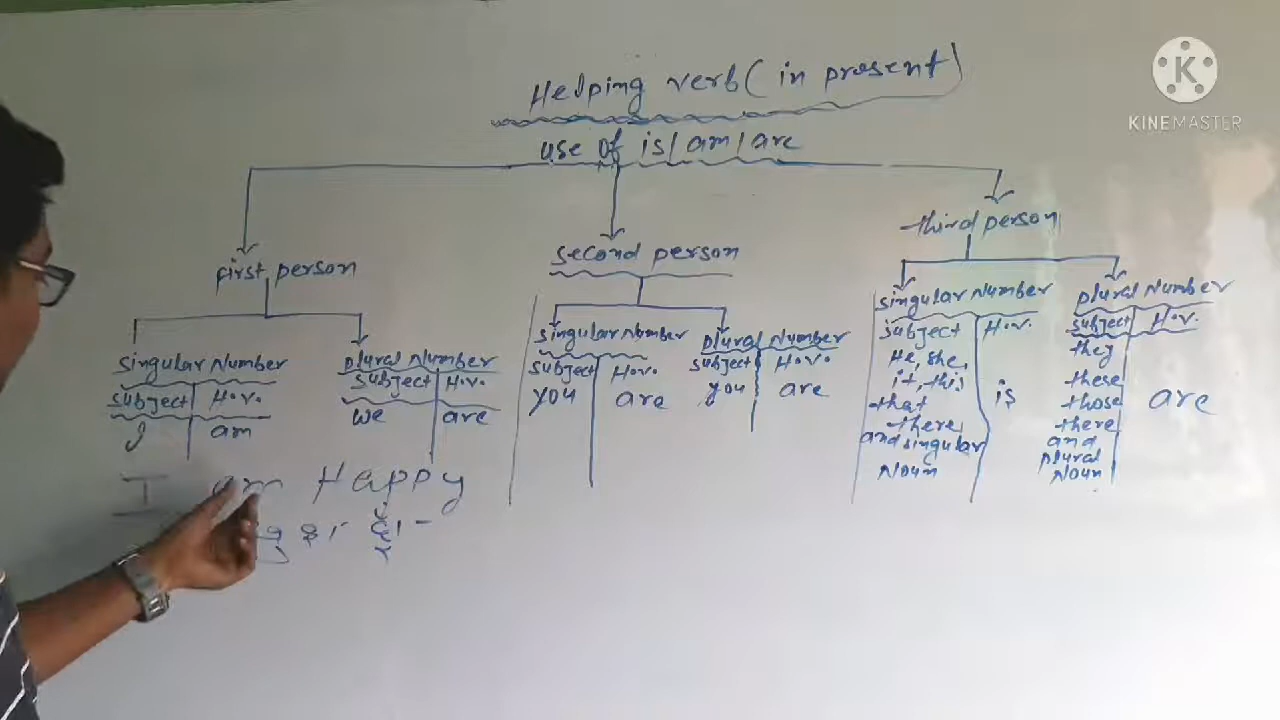 Helping verb (in present)
use of is/am/are
first person
singular Number
subject H.v.
I am
plural Number
subject H.v.
we are
second person
singular Number
subject H.v.
you are
plural Number
subject H.v.
you are
third person
singular Number
subject H.v.
He, she,
it, this
that
there
and singular
Noun
is
plural Number
subject H.v.
they
these
those
there
and
plural
Noun
are
I am Happy
KINEMASTER